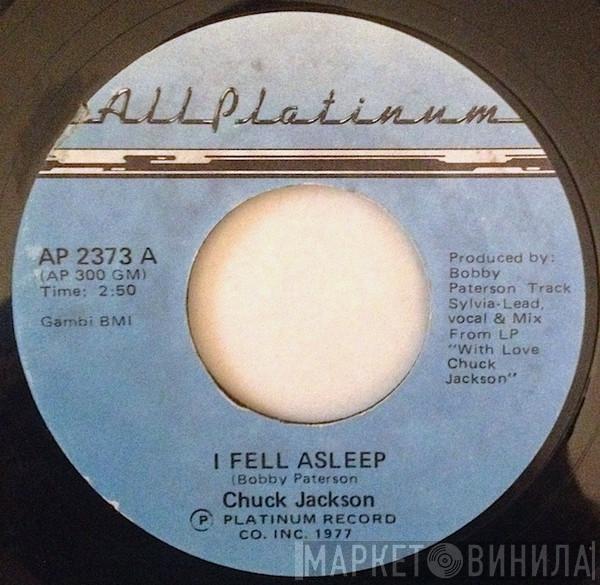 All Platinum
AP 2373 A
(AP 300 GM)
Time: 2:50
Gambi BMI
Produced by:
Bobby
Paterson Track
Sylvia-Lead,
vocal & Mix
From LP
"With Love
Chuck
Jackson"
I FELL ASLEEP
(Bobby Paterson
Chuck Jackson
Ⓟ PLATINUM RECORD
CO. INC. 1977
МАРКЕТ ВИНИЛА